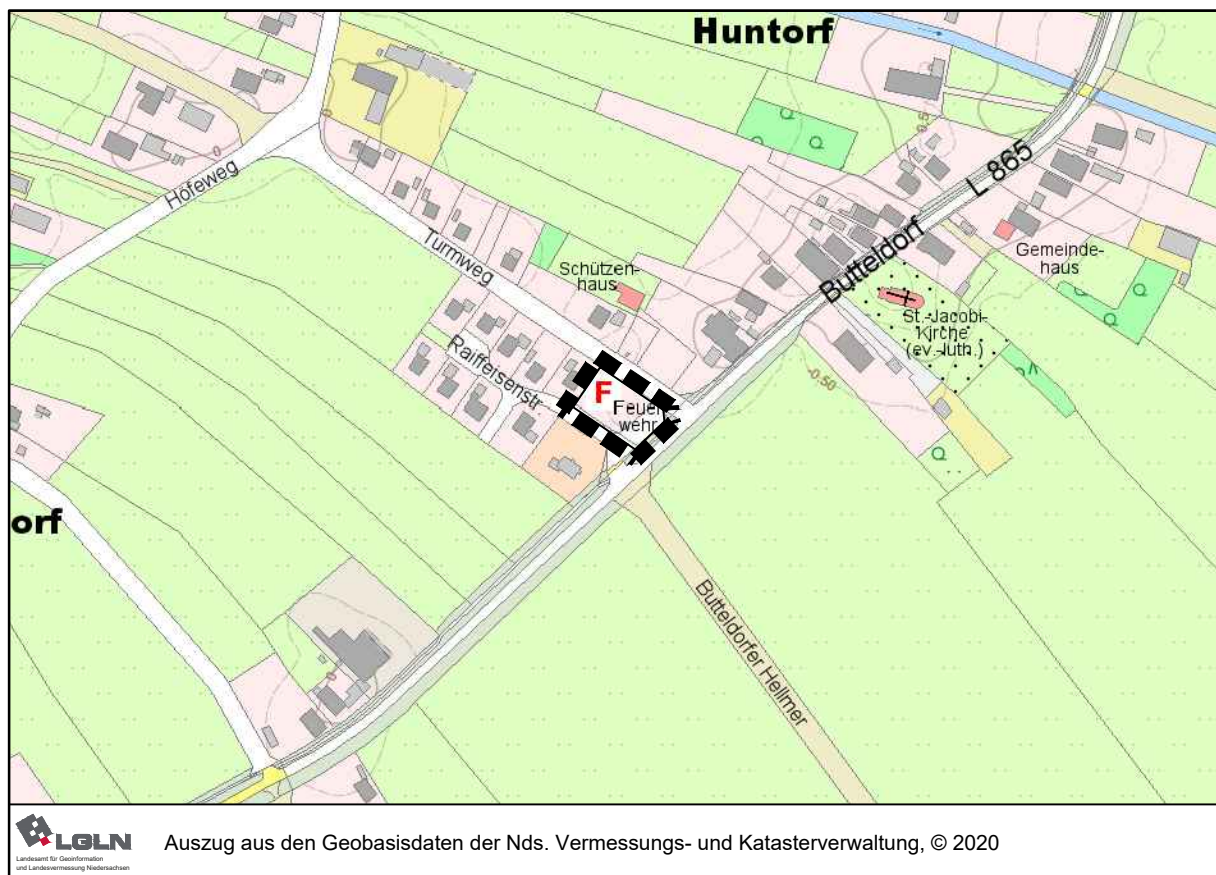 Huntorf
L 865
Höfeweg
Turmweg
Butteldorf
Gemeinde-
haus
Schützen-
haus
St.-Jacobi-
Kirche
(ev.-luth.)
-0.50
Raiffeisenstr
F
Feuer
wehr
orf
Butteldorfer Hellmer
LGLN
Landesamt für Geoinformation
und Landesvermessung Niedersachsen
Auszug aus den Geobasisdaten der Nds. Vermessungs- und Katasterverwaltung, © 2020